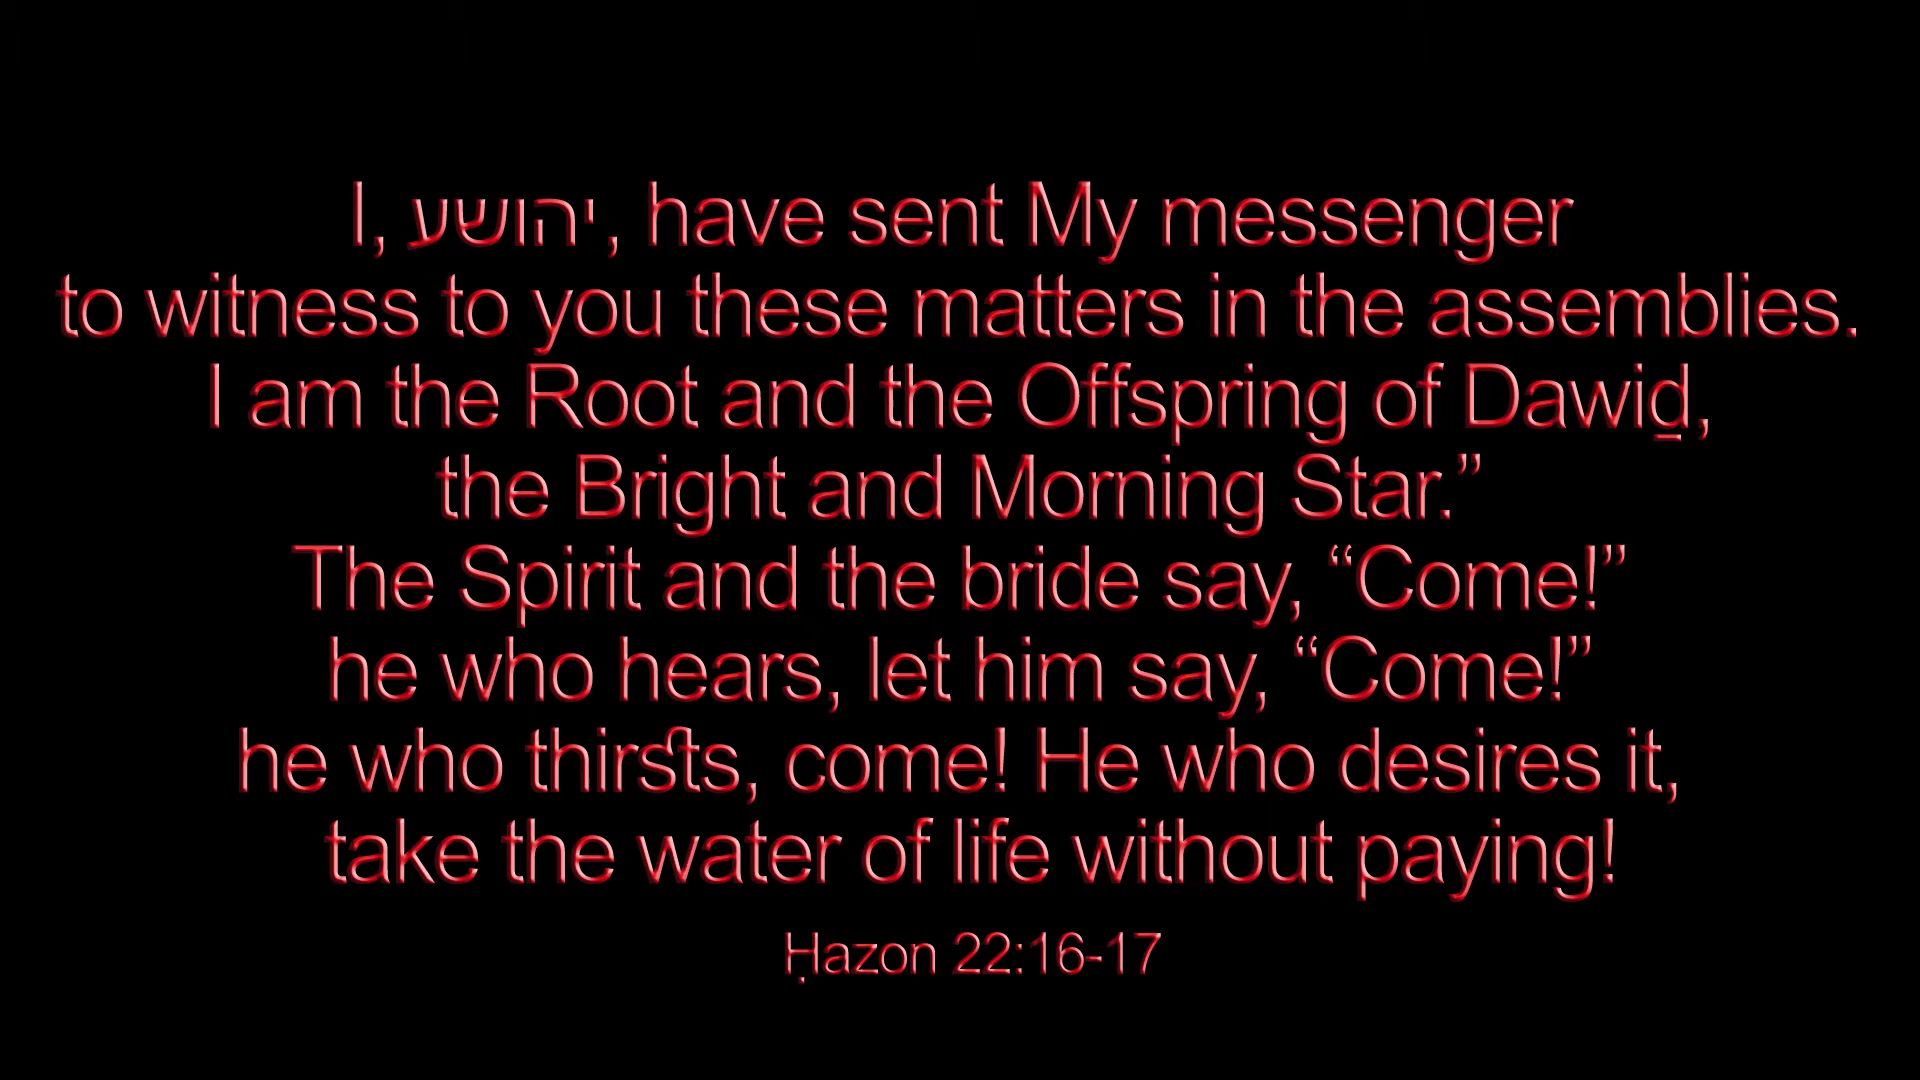 I, יהושע, have sent My messenger
to witness to you these matters in the assemblies.
I am the Root and the Offspring of Dawiḏ,
the Bright and Morning Star.”
The Spirit and the bride say, “Come!”
he who hears, let him say, “Come!”
he who thirsts, come! He who desires it,
take the water of life without paying!
Ḥazon 22:16-17